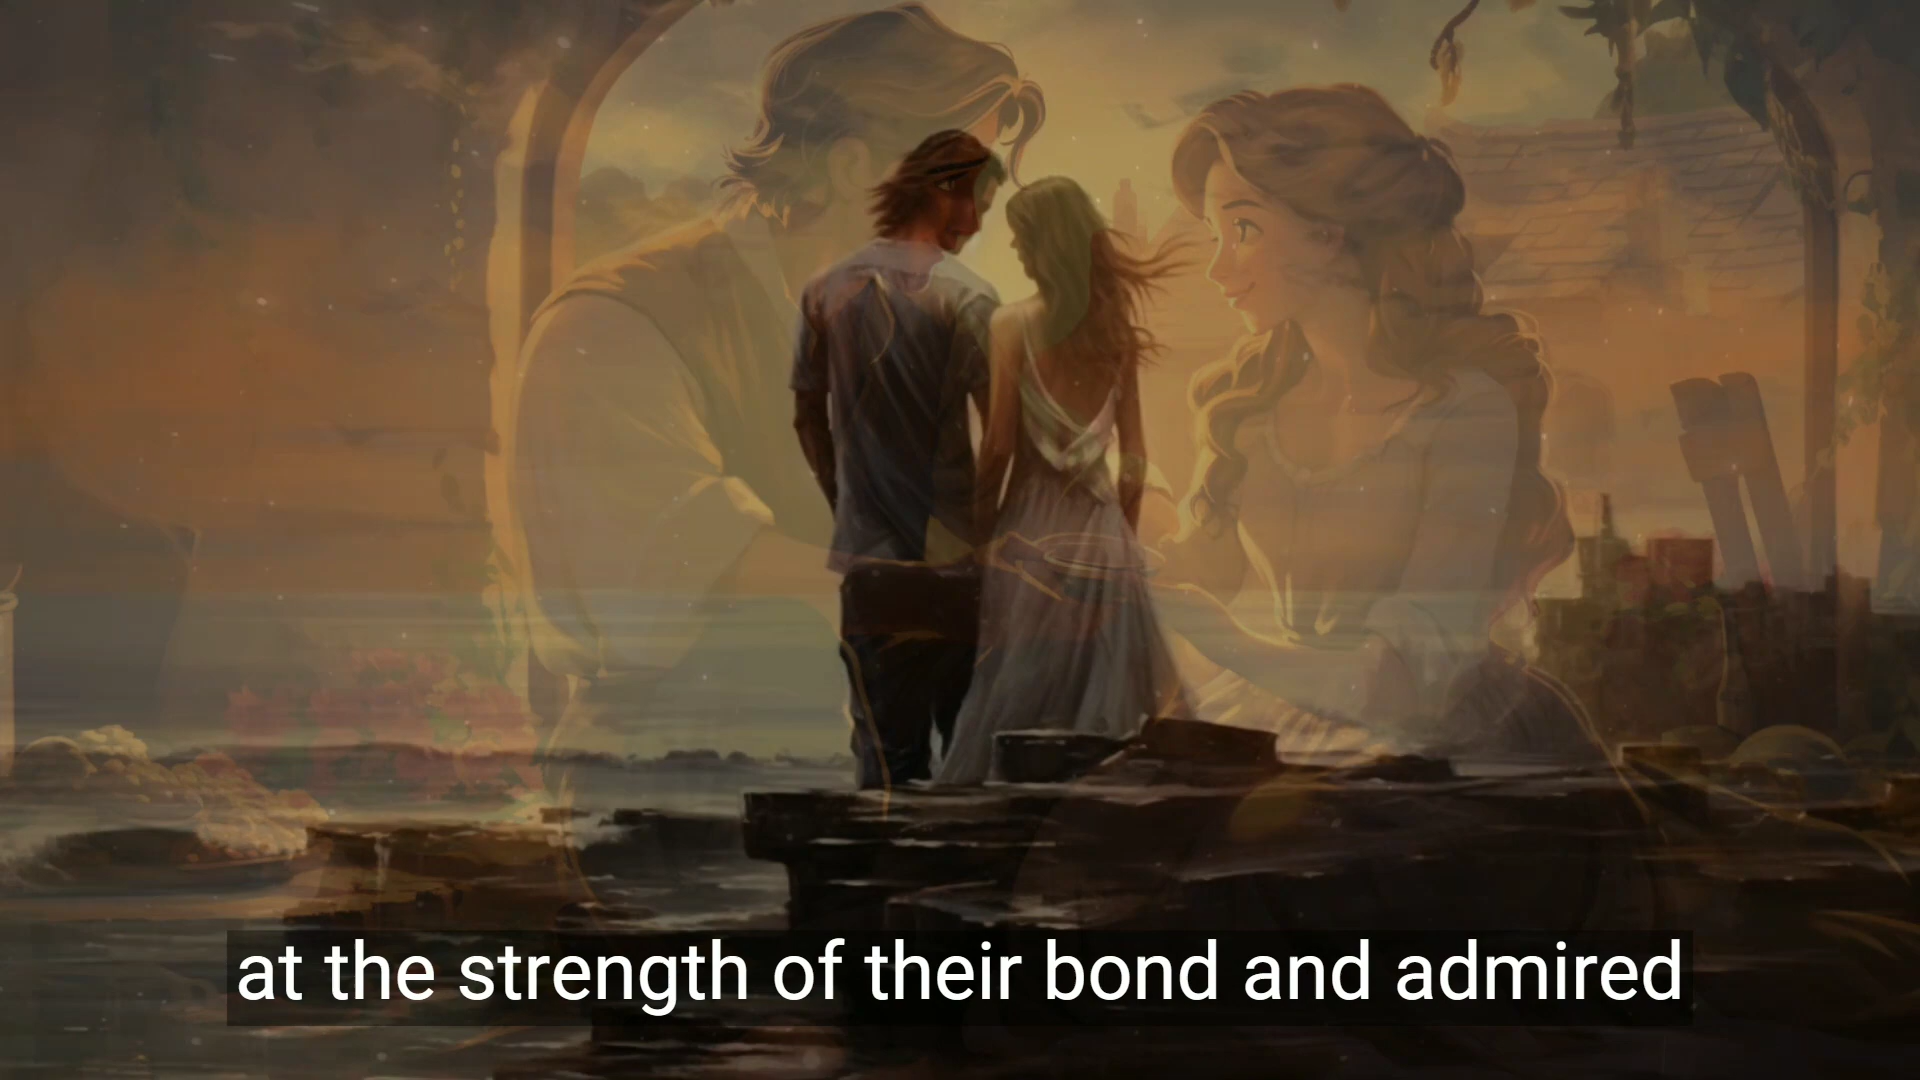 at the strength of their bond and admired